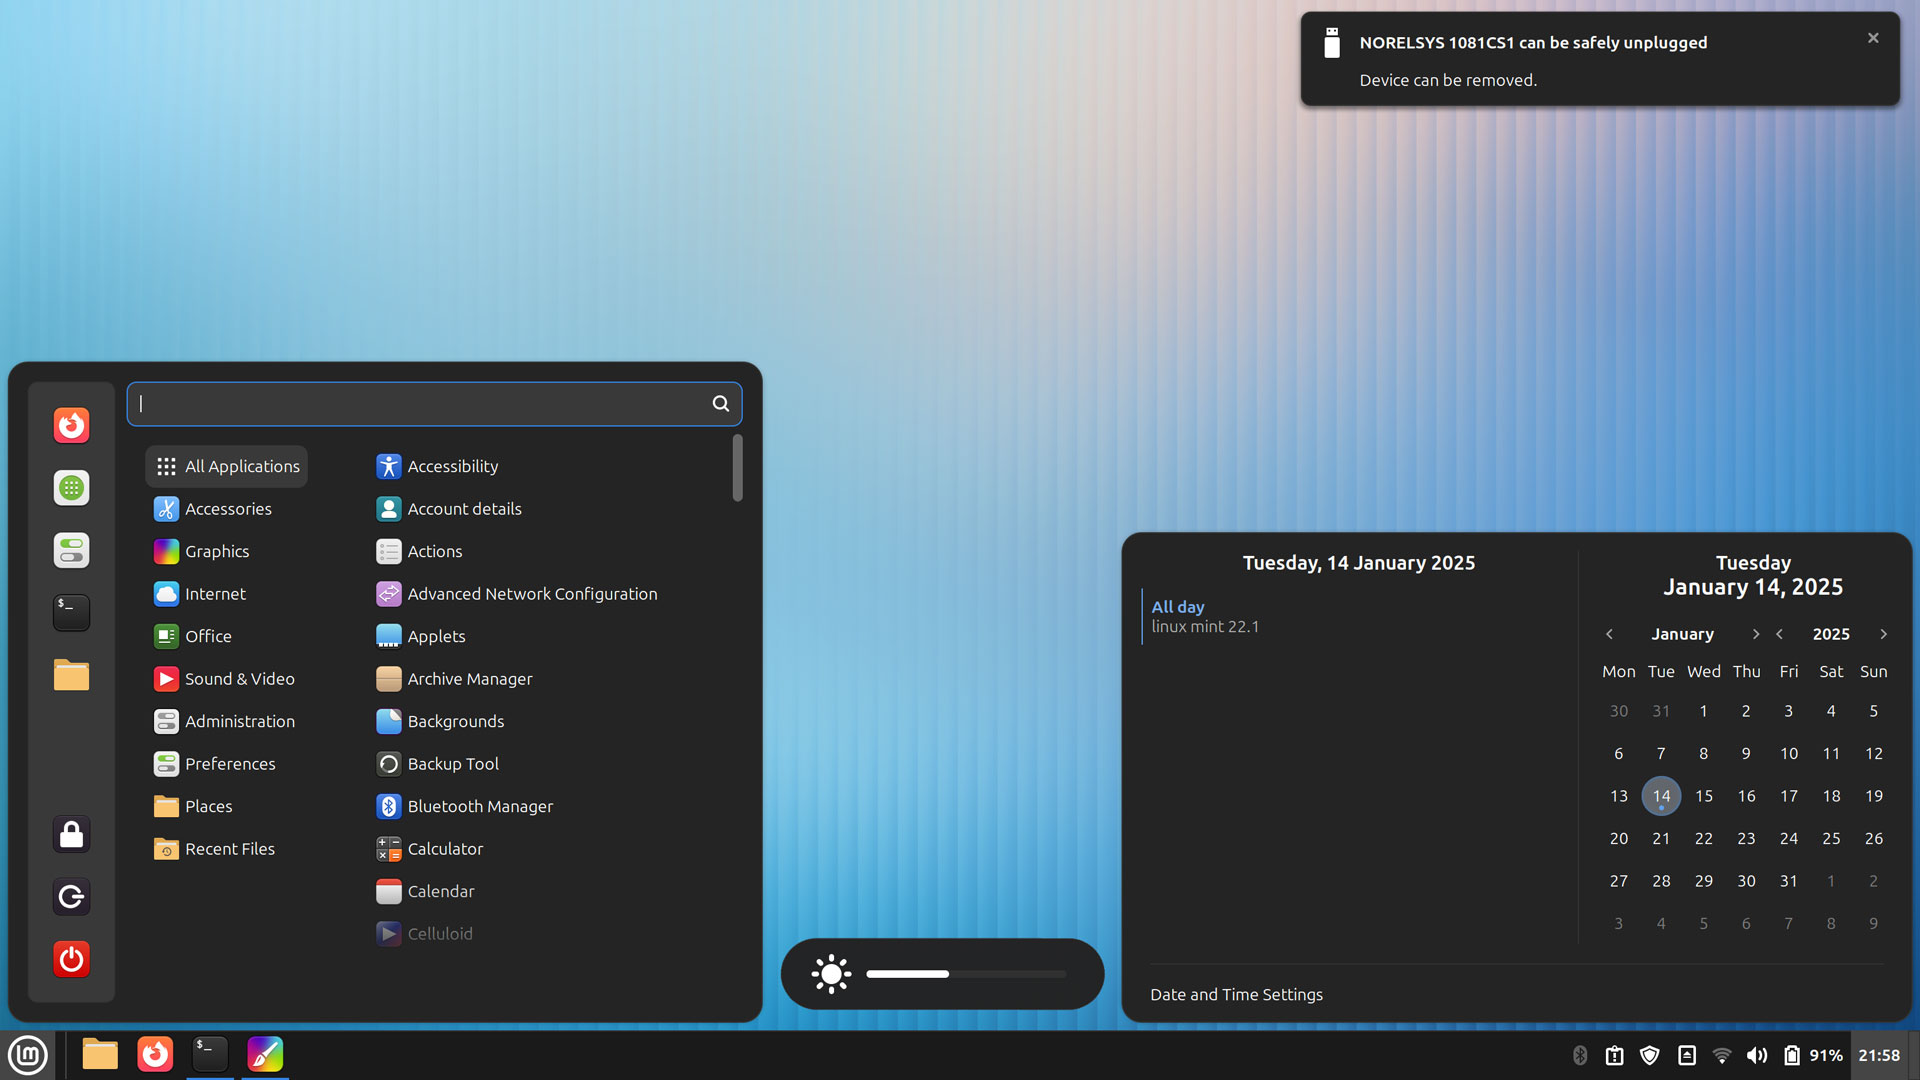 NORELSYS 1081CS1 can be safely unplugged
Device can be removed.
All Applications
Accessories
Graphics
Internet
Office
Sound & Video
Administration
Preferences
Places
Recent Files
Accessibility
Account details
Actions
Advanced Network Configuration
Applets
Archive Manager
Backgrounds
Backup Tool
Bluetooth Manager
Calculator
Calendar
Celluloid
Tuesday, 14 January 2025
All day
linux mint 22.1
Tuesday
January 14, 2025
January 2025
Mon Tue Wed Thu Fri Sat Sun
30 31 1 2 3 4 5
6 7 8 9 10 11 12
13 14 15 16 17 18 19
20 21 22 23 24 25 26
27 28 29 30 31 1 2
3 4 5 6 7 8 9
Date and Time Settings
91% 21:58